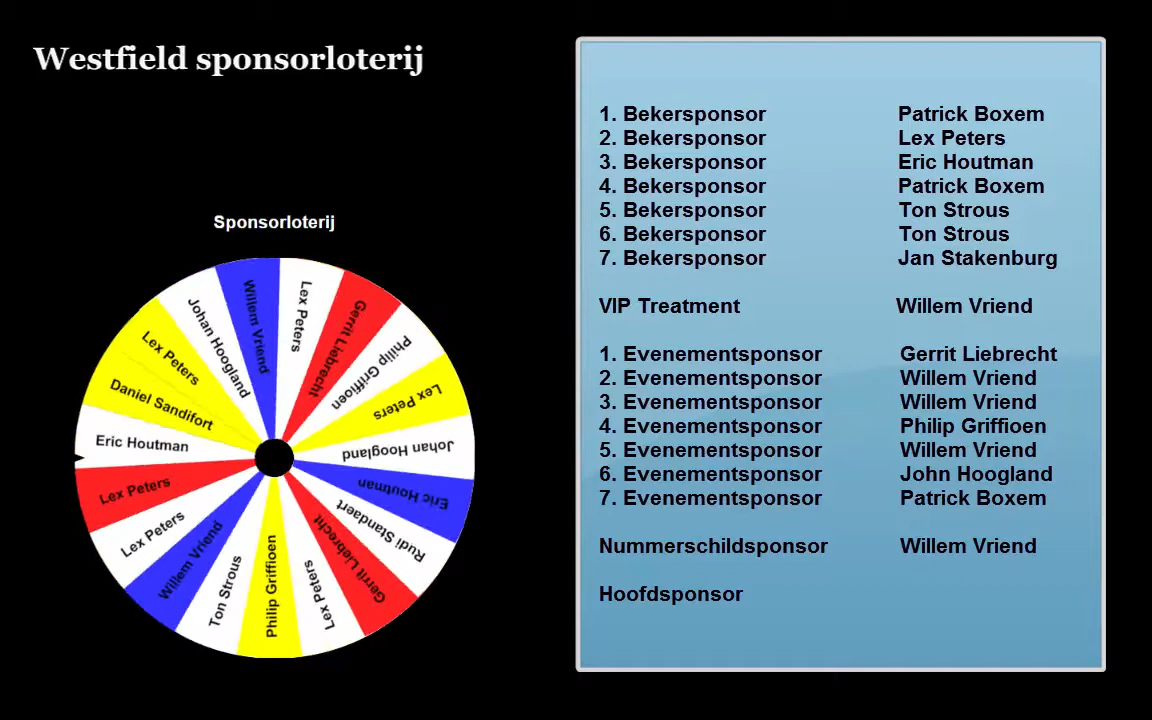 Westfield sponsorloterij
Sponsorloterij
Willem Vriend
Lex Peters
Gerrit Liebrecht
Philip Griffioen
Lex Peters
Johan Hoogland
Eric Houtman
Rudi Standaert
Gerrit Liebrecht
Lex Peters
Philip Griffioen
Ton Strous
Willem Vriend
Lex Peters
Lex Peters
Eric Houtman
Daniel Sandifort
Lex Peters
Johan Hoogland
1. Bekersponsor Patrick Boxem
2. Bekersponsor Lex Peters
3. Bekersponsor Eric Houtman
4. Bekersponsor Patrick Boxem
5. Bekersponsor Ton Strous
6. Bekersponsor Ton Strous
7. Bekersponsor Jan Stakenburg
VIP Treatment Willem Vriend
1. Evenementsponsor Gerrit Liebrecht
2. Evenementsponsor Willem Vriend
3. Evenementsponsor Willem Vriend
4. Evenementsponsor Philip Griffioen
5. Evenementsponsor Willem Vriend
6. Evenementsponsor John Hoogland
7. Evenementsponsor Patrick Boxem
Nummerschildsponsor Willem Vriend
Hoofdsponsor